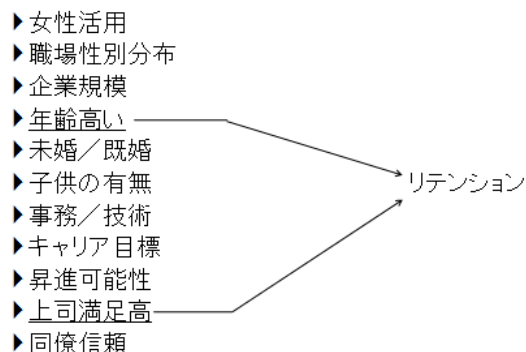 ▶女性活用
▶職場性別分布
▶企業規模
▶年齢高い
▶未婚／既婚
▶子供の有無
リテンション
▶事務／技術
▶キャリア目標
▶昇進可能性
▶上司満足高
▶同僚信頼